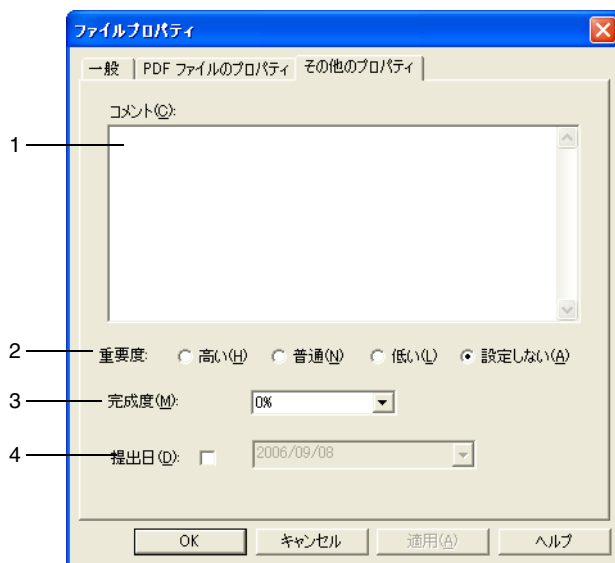 ファイルプロパティ
一般 PDF ファイルのプロパティ その他のプロパティ
コメント(C):
1
2 重要度: 高い(H) 普通(N) 低い(L) 設定しない(A)
3 完成度(M): 0%
4 提出日(D): 2006/09/08
OK キャンセル 適用(A) ヘルプ